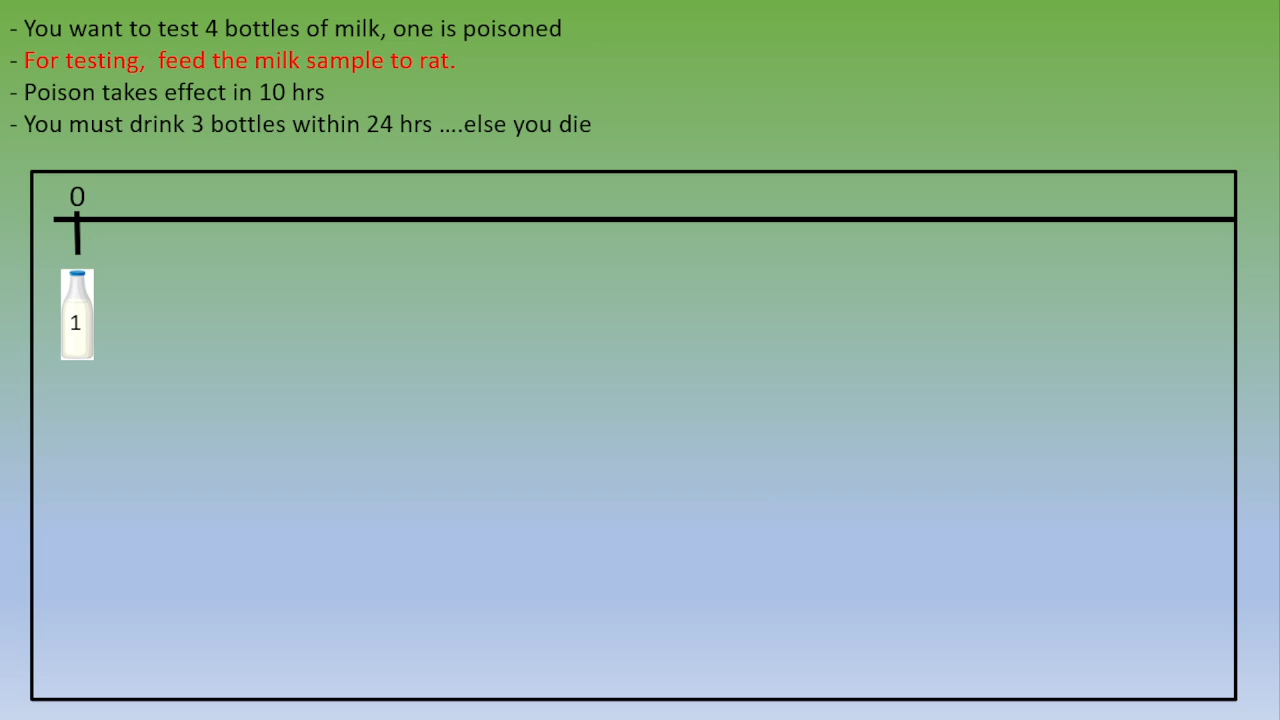 - You want to test 4 bottles of milk, one is poisoned
- For testing,  feed the milk sample to rat.
- Poison takes effect in 10 hrs
- You must drink 3 bottles within 24 hrs ....else you die
0
1